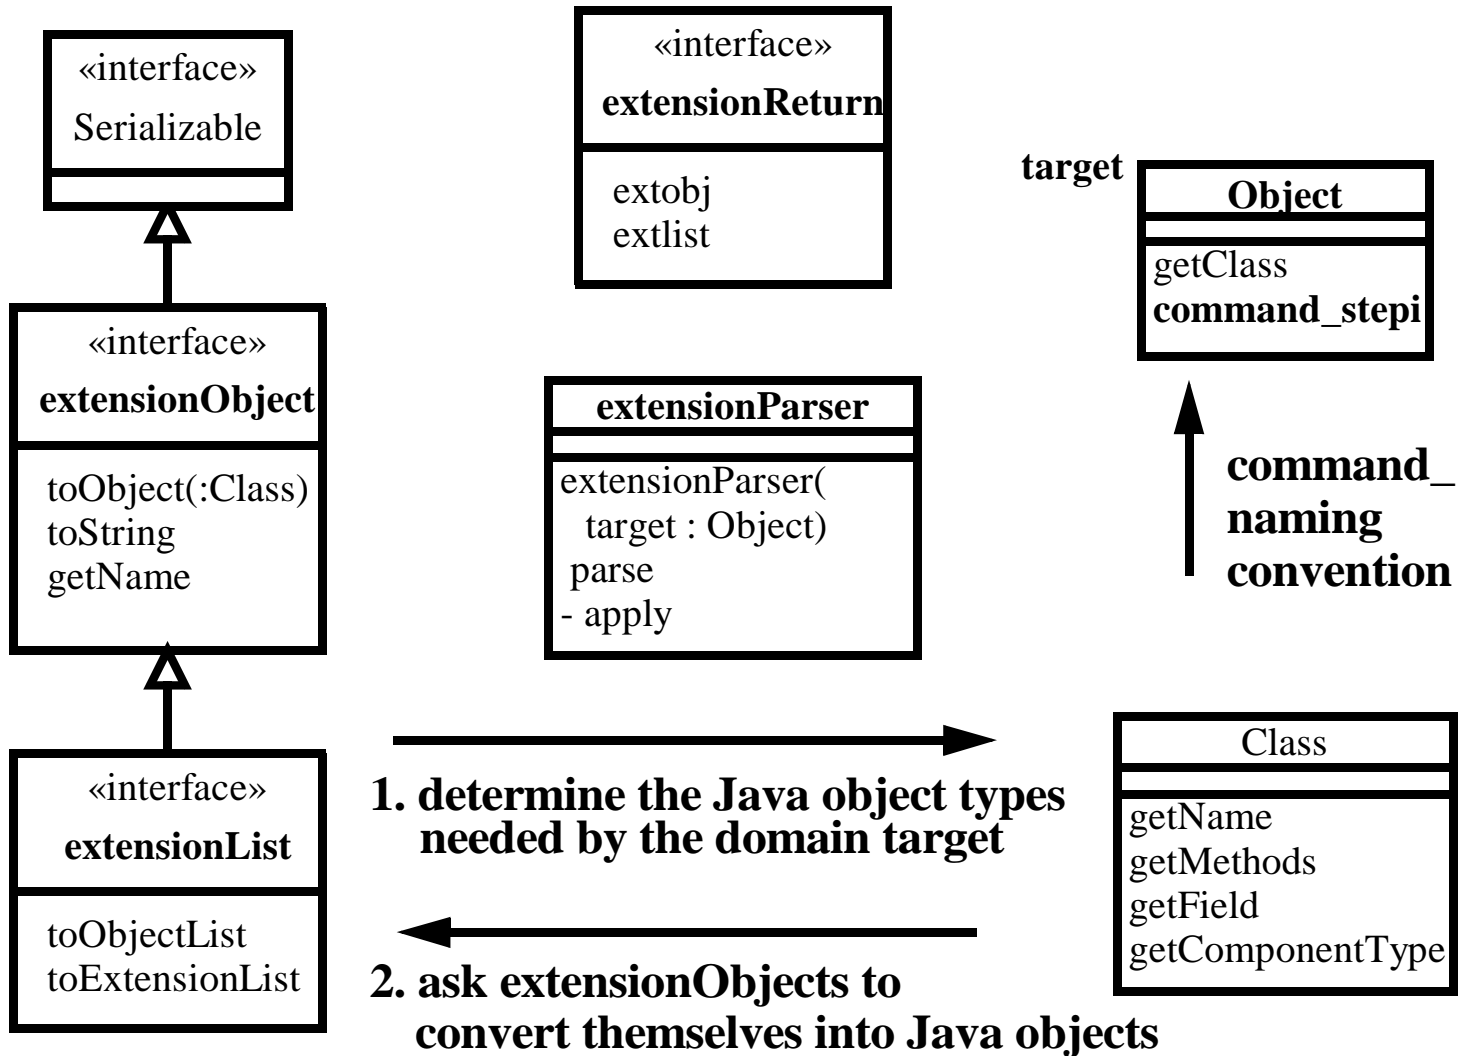 «interface»
Serializable
«interface»
extensionObject
toObject(:Class)
toString
getName
«interface»
extensionList
toObjectList
toExtensionList
«interface»
extensionReturn
extobj
extlist
extensionParser
extensionParser(
target : Object)
parse
- apply
target
Object
getClass
command_stepi
command_
naming
convention
1. determine the Java object types
needed by the domain target
2. ask extensionObjects to
convert themselves into Java objects
Class
getName
getMethods
getField
getComponentType